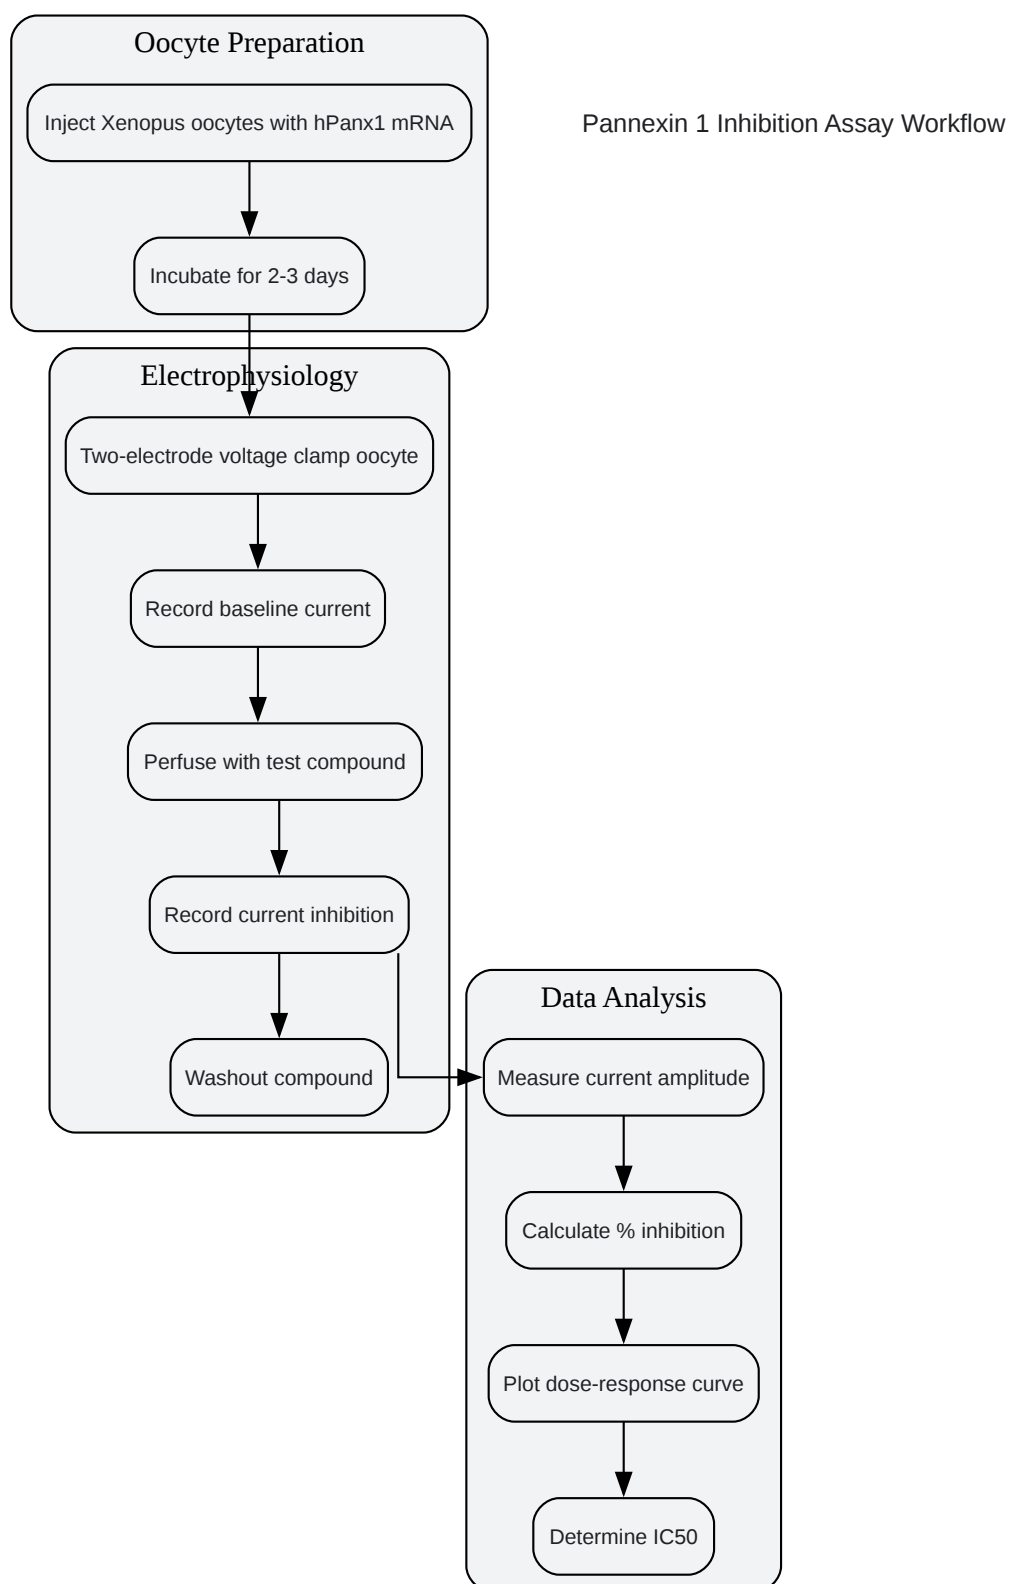 Oocyte Preparation
Inject Xenopus oocytes with hPanx1 mRNA
Pannexin 1 Inhibition Assay Workflow
Incubate for 2-3 days
Electrophysiology
Two-electrode voltage clamp oocyte
Record baseline current
Perfuse with test compound
Record current inhibition
Washout compound
Data Analysis
Measure current amplitude
Calculate % inhibition
Plot dose-response curve
Determine IC50